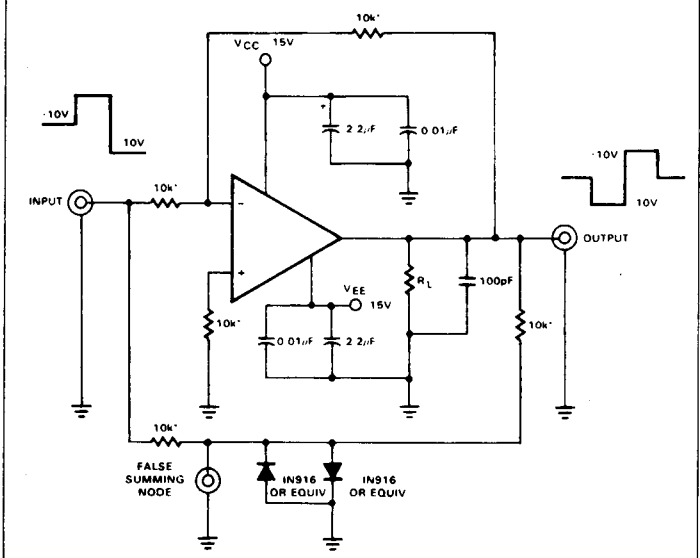 10k*
VCC 15V
-10V
10V
+
2 2µF
0 01µF
INPUT
10k*
-
+
-10V
10V
OUTPUT
RL
100pF
VEE
15V
10k*
0 01µF
2 2µF
10k*
10k*
FALSE
SUMMING
NODE
IN916
OR EQUIV
IN916
OR EQUIV